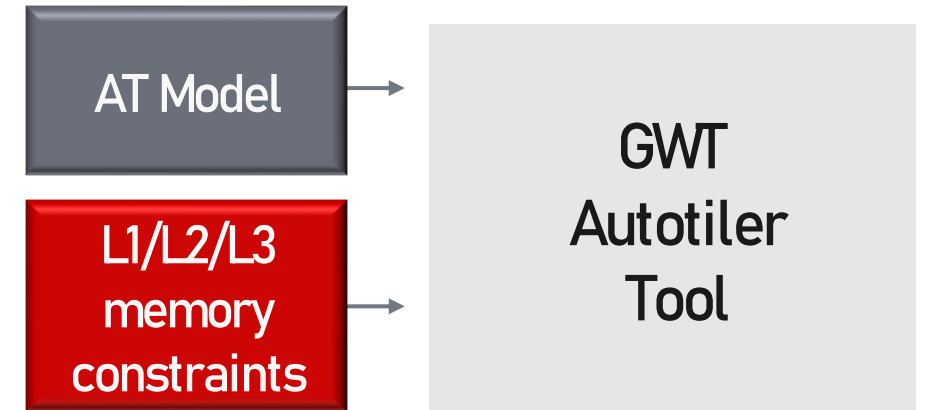 AT Model
L1/L2/L3
memory
constraints
GWT
Autotiler
Tool